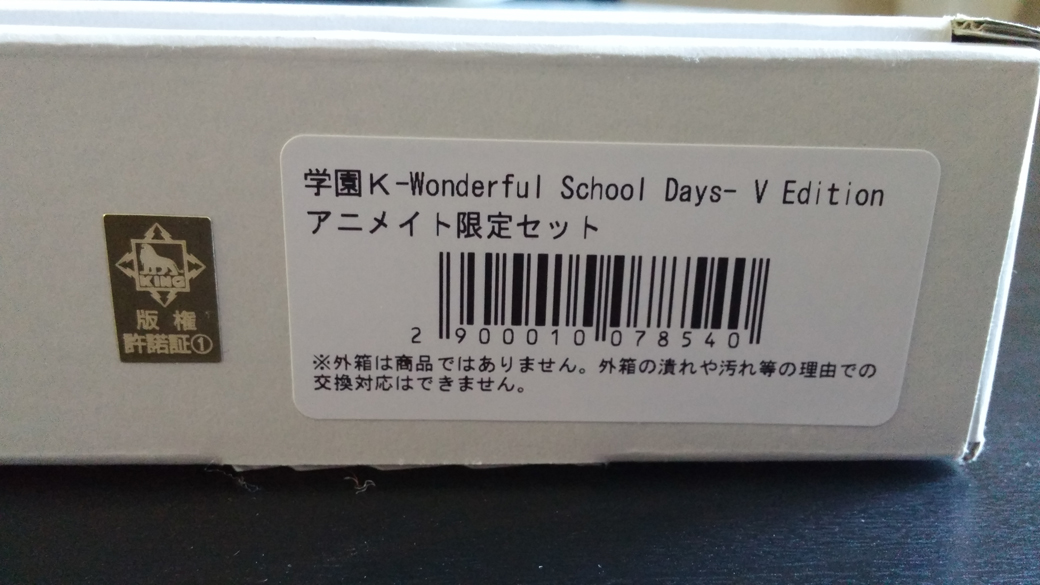 学園K-Wonderful School Days- V Edition
アニメイト限定セット
2 900010 078540
※外箱は商品ではありません。外箱の潰れや汚れ等の理由での
交換対応はできません。
KING
版権
許諾証①